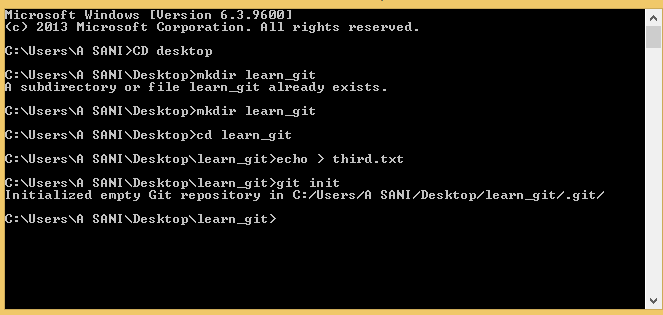 Microsoft Windows [Version 6.3.9600]
(c) 2013 Microsoft Corporation. All rights reserved.
C:\Users\A SANI>CD desktop
C:\Users\A SANI\Desktop>mkdir learn_git
A subdirectory or file learn_git already exists.
C:\Users\A SANI\Desktop>mkdir learn_git
C:\Users\A SANI\Desktop>cd learn_git
C:\Users\A SANI\Desktop\learn_git>echo > third.txt
C:\Users\A SANI\Desktop\learn_git>git init
Initialized empty Git repository in C:/Users/A SANI/Desktop/learn_git/.git/
C:\Users\A SANI\Desktop\learn_git>